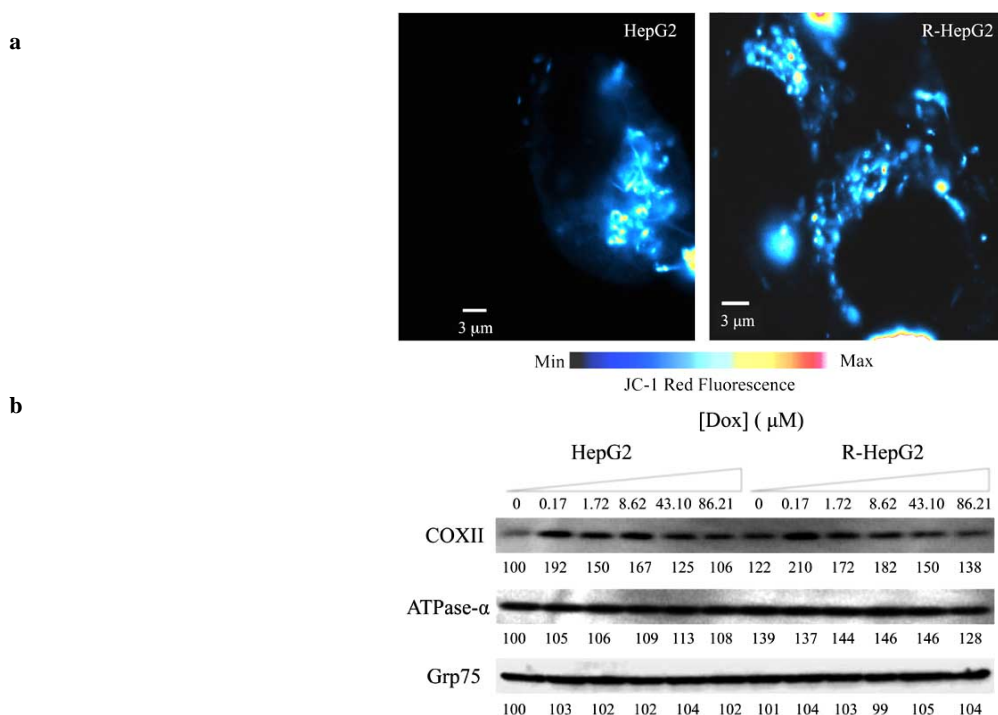 a
HepG2
R-HepG2
3 μm
3 μm
Min Max
JC-1 Red Fluorescence
b
[Dox] ( μM)
HepG2 R-HepG2
0 0.17 1.72 8.62 43.10 86.21 0 0.17 1.72 8.62 43.10 86.21
COXII
100 192 150 167 125 106 122 210 172 182 150 138
ATPase-α
100 105 106 109 113 108 139 137 144 146 146 128
Grp75
100 103 102 102 104 102 101 104 103 99 105 104